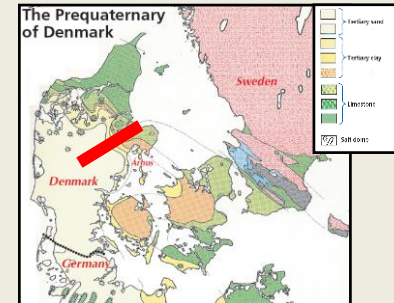 The Prequaternary
of Denmark
Tertiary sand
Tertiary clay
Limestone
Salt dome
Sweden
Århus
Denmark
Germany